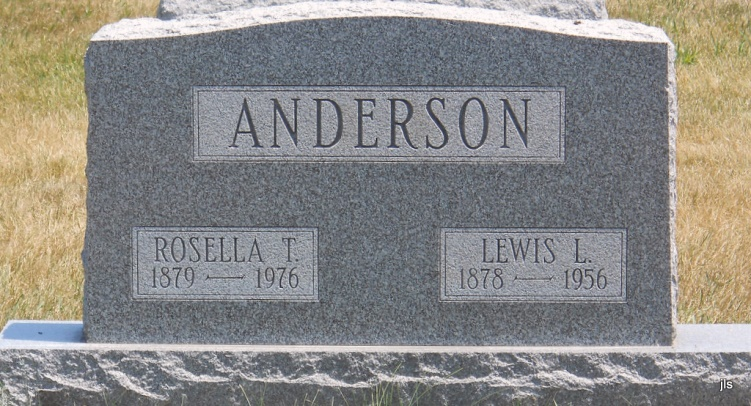 ANDERSON
ROSELLA T.
1879 — 1976
LEWIS L.
1878 — 1956
jls